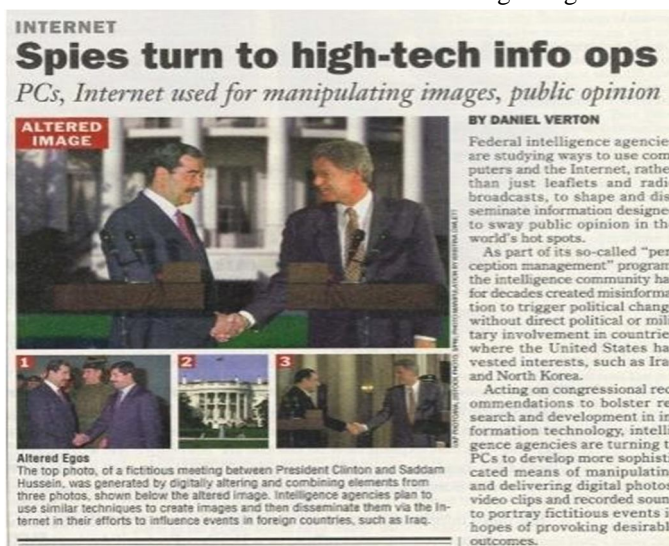 INTERNET
Spies turn to high-tech info ops
PCs, Internet used for manipulating images, public opinion
ALTERED
IMAGE
1
2
3
Altered Egos
The top photo, of a fictitious meeting between President Clinton and Saddam
Hussein, was generated by digitally altering and combining elements from
three photos, shown below the altered image. Intelligence agencies plan to
use similar techniques to create images and then disseminate them via the In-
ternet in their efforts to influence events in foreign countries, such as Iraq.
BY DANIEL VERTON
Federal intelligence agencie
are studying ways to use com
puters and the Internet, rathe
than just leaflets and radi
broadcasts, to shape and dis
seminate information designe
to sway public opinion in th
world's hot spots.
As part of its so-called "per
ception management" program
the intelligence community ha
for decades created misinforma
tion to trigger political chang
without direct political or mili
tary involvement in countrie
where the United States ha
vested interests, such as Ira
and North Korea.
Acting on congressional rec
ommendations to bolster re
search and development in in
formation technology, intelli
gence agencies are turning t
PCs to develop more sophisti
cated means of manipulatin
and delivering digital photos
video clips and recorded soun
to portray fictitious events i
hopes of provoking desirabl
outcomes.